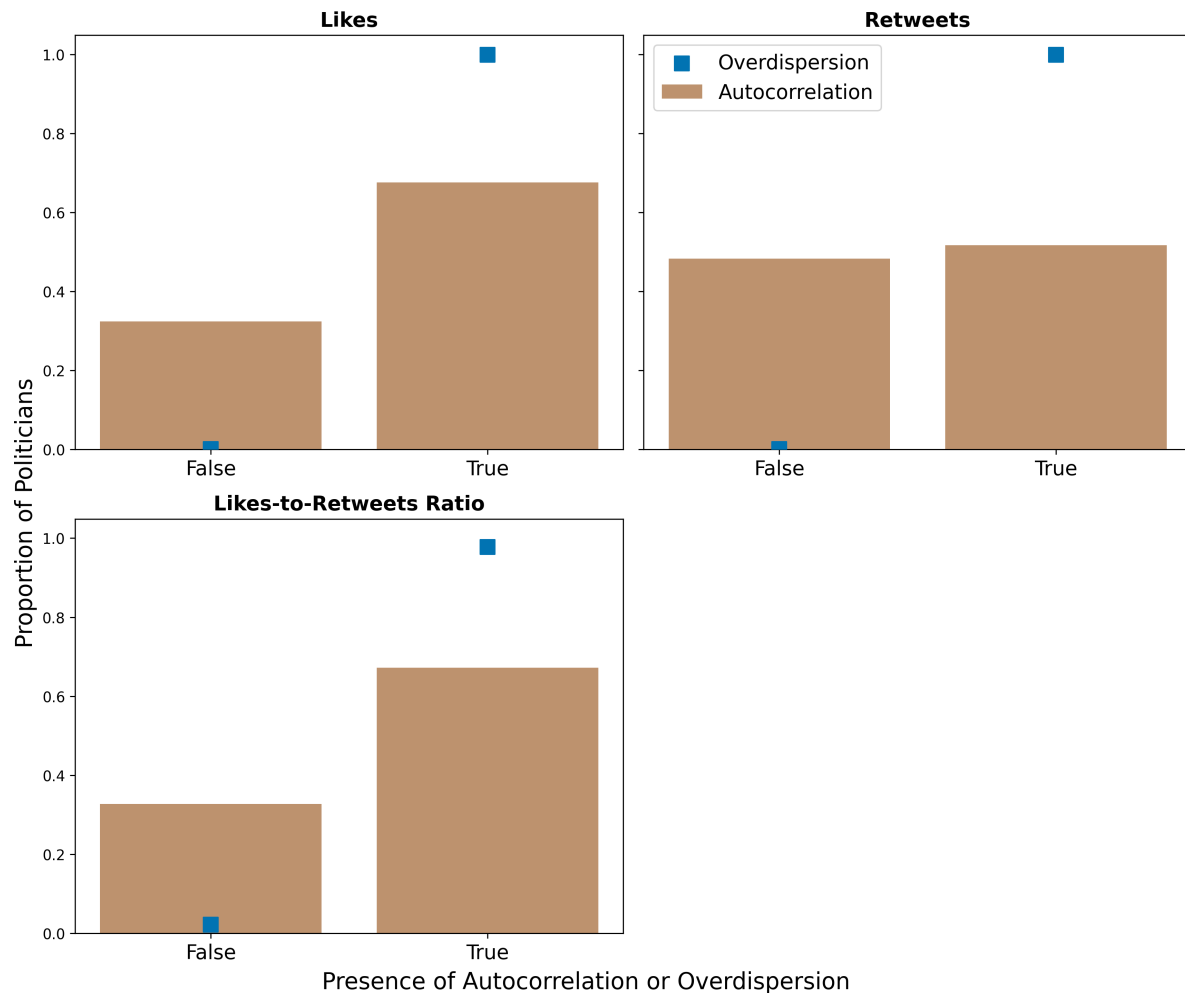 Likes
Retweets
1.0
0.8
0.6
0.4
0.2
0.0
False
True
Overdispersion
Autocorrelation
False
True
Proportion of Politicians
Likes-to-Retweets Ratio
1.0
0.8
0.6
0.4
0.2
0.0
False
True
Presence of Autocorrelation or Overdispersion